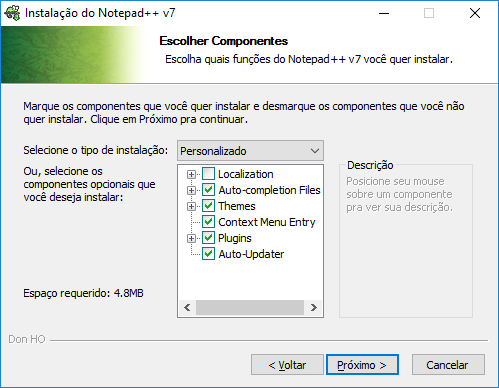 Instalação do Notepad++ v7
Escolher Componentes
Escolha quais funções do Notepad++ v7 você quer instalar.
Marque os componentes que você quer instalar e desmarque os componentes que você não
quer instalar. Clique em Próximo pra continuar.
Selecione o tipo de instalação:
Personalizado
Ou, selecione os
componentes opcionais que
você deseja instalar:
Localization
Auto-completion Files
Themes
Context Menu Entry
Plugins
Auto-Updater
Descrição
Posicione seu mouse
sobre um componente
pra ver sua descrição.
Espaço requerido: 4.8MB
Don HO
< Voltar
Próximo >
Cancelar